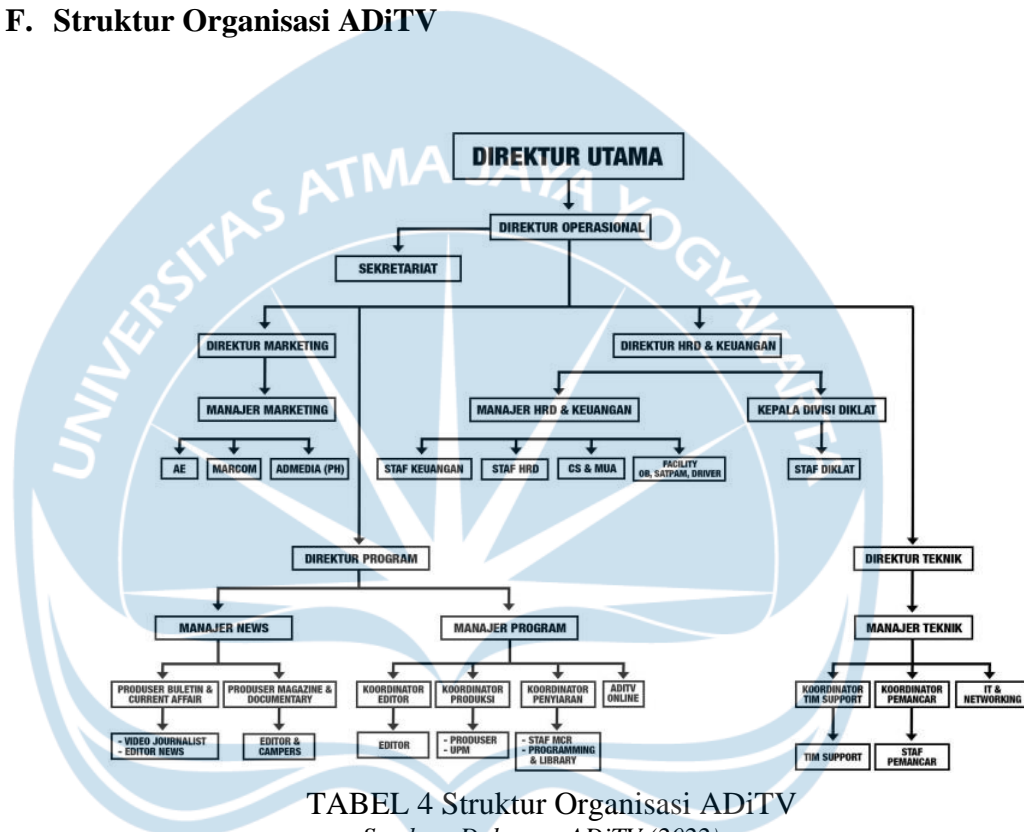 F. Struktur Organisasi ADiTV
UNIVERSITAS ATMA JAYA YOGYAKARTA
DIREKTUR UTAMA
DIREKTUR OPERASIONAL
SEKRETARIAT
DIREKTUR MARKETING
DIREKTUR HRD & KEUANGAN
MANAJER MARKETING
MANAJER HRD & KEUANGAN
KEPALA DIVISI DIKLAT
AE
MARCOM
ADMEDIA (PH)
STAF KEUANGAN
STAF HRD
CS & MUA
FACILITY
OB, SATPAM, DRIVER
STAF DIKLAT
DIREKTUR PROGRAM
DIREKTUR TEKNIK
MANAJER NEWS
MANAJER PROGRAM
MANAJER TEKNIK
PRODUSER BULETIN &
CURRENT AFFAIR
PRODUSER MAGAZINE &
DOCUMENTARY
KOORDINATOR
EDITOR
KOORDINATOR
PRODUKSI
KOORDINATOR
PENYIARAN
ADITV
ONLINE
KOORDINATOR
TIM SUPPORT
KOORDINATOR
PEMANCAR
IT &
NETWORKING
- VIDEO JOURNALIST
- EDITOR NEWS
EDITOR &
CAMPERS
EDITOR
- PRODUSER
- UPM
- STAF MCR
- PROGRAMMING
& LIBRARY
TIM SUPPORT
STAF
PEMANCAR
TABEL 4 Struktur Organisasi ADiTV